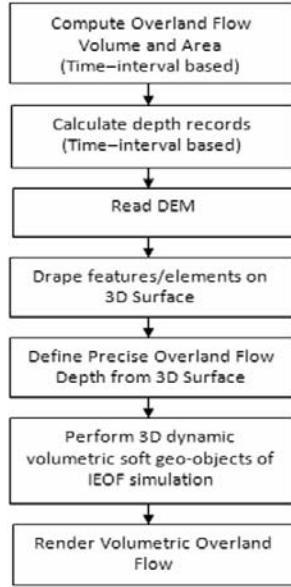 Compute Overland Flow
Volume and Area
(Time–interval based)
Calculate depth records
(Time–interval based)
Read DEM
Drape features/elements on
3D Surface
Define Precise Overland Flow
Depth from 3D Surface
Perform 3D dynamic
volumetric soft geo-objects of
IEOF simulation
Render Volumetric Overland
Flow